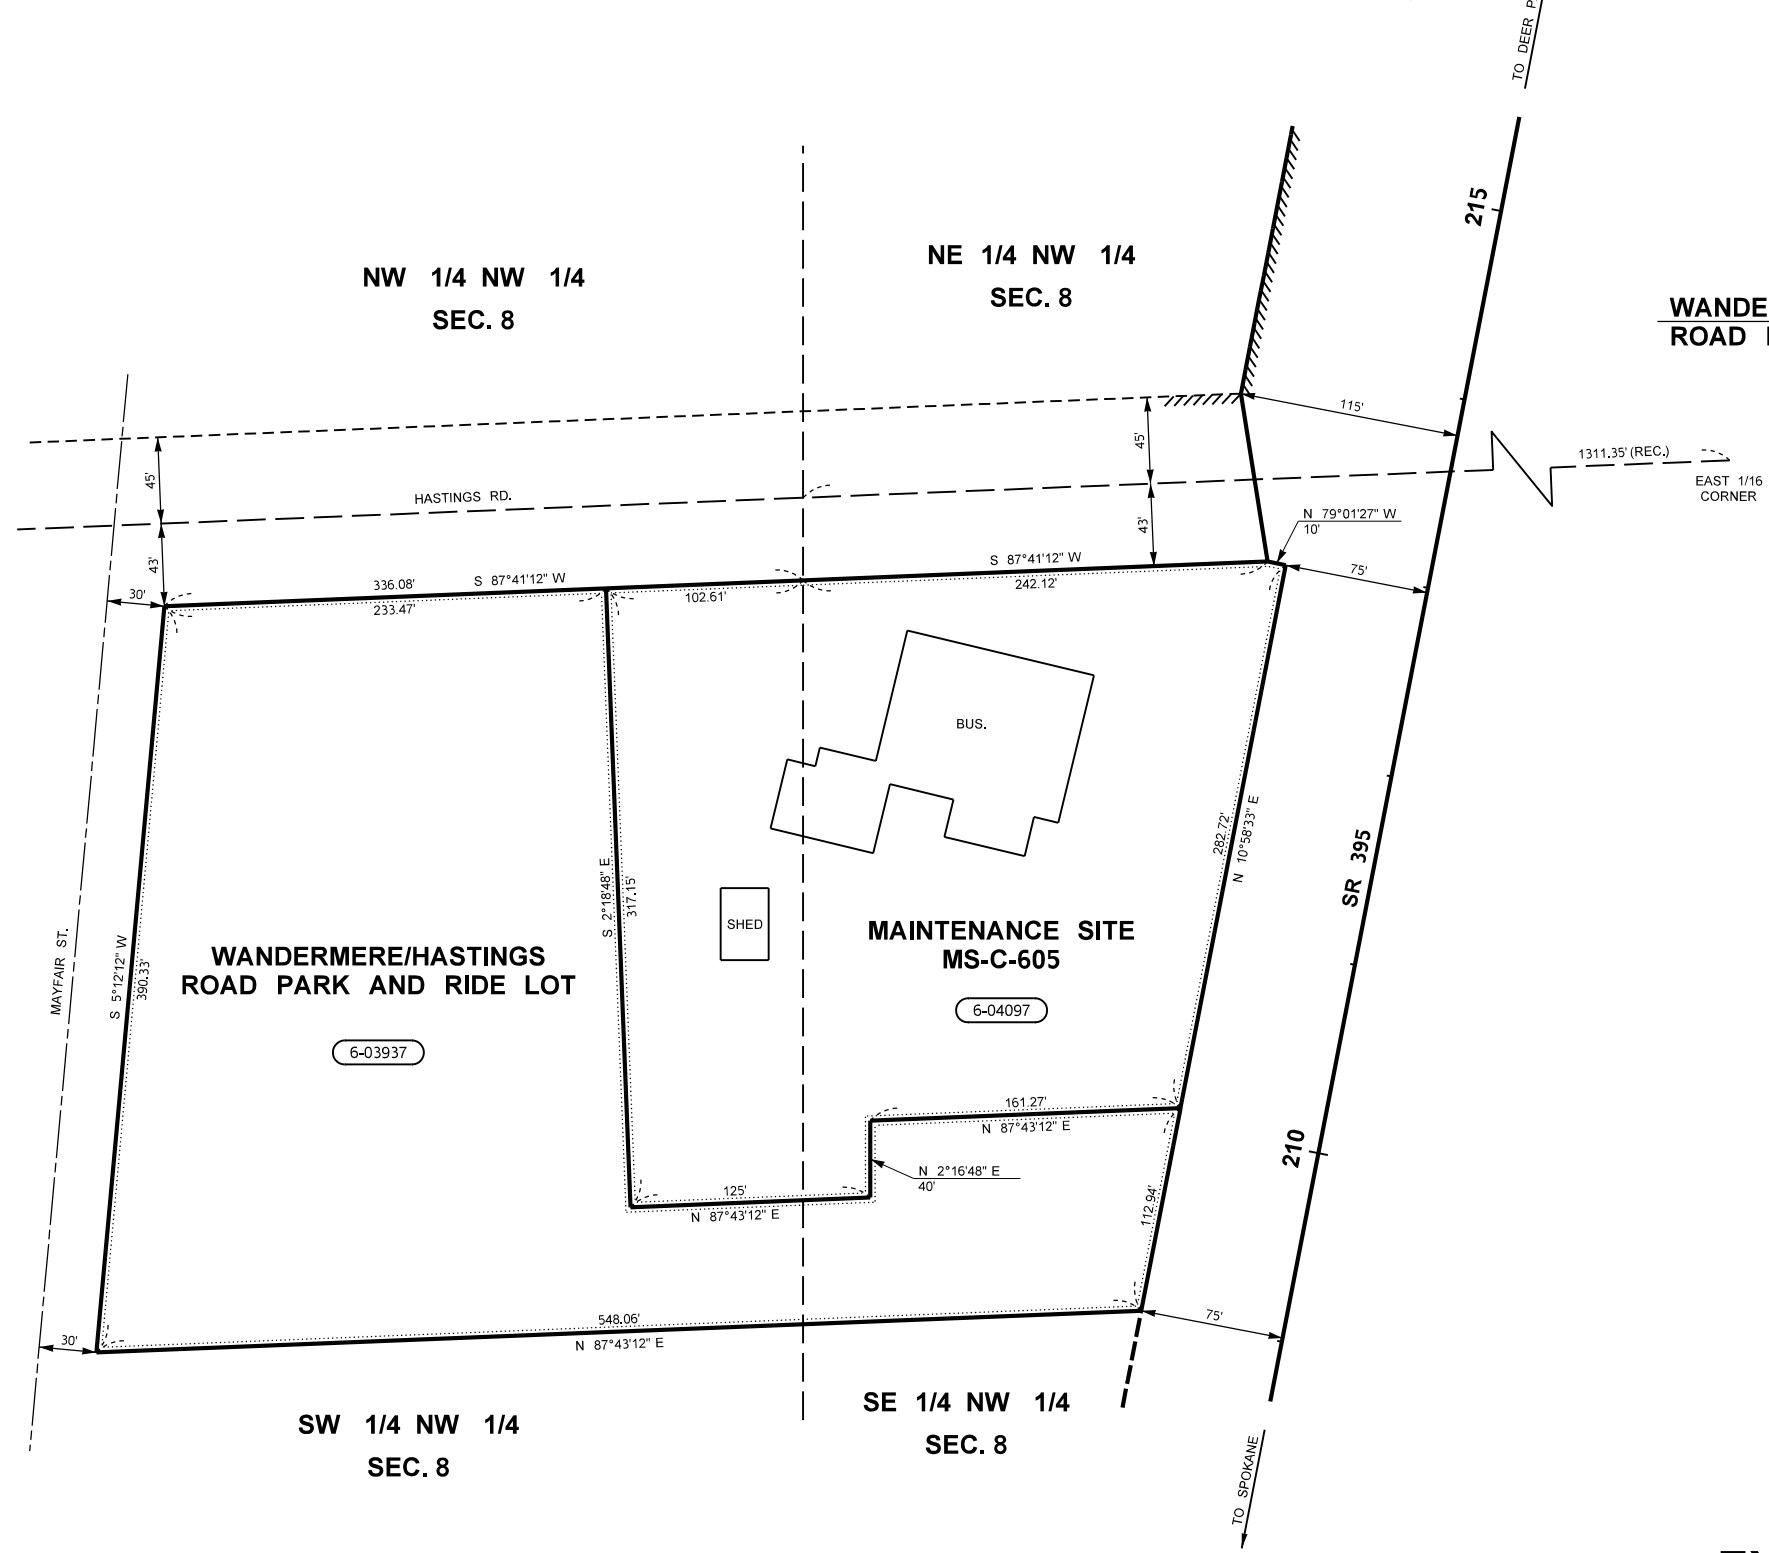 TO DEER P
215
NW 1/4 NW 1/4
SEC. 8
NE 1/4 NW 1/4
SEC. 8
WANDE
ROAD
115'
45'
45'
HASTINGS RD.
1311.35' (REC.)
EAST 1/16
CORNER
43'
43'
N 79°01'27" W
10'
30'
336.08'
S 87°41'12" W
S 87°41'12" W
75'
233.47'
102.61'
242.12'
BUS.
282.72'
N 10°58'33" E
SR 395
S 2°18'48" E
317.15'
SHED
MAYFAIR ST.
S 5°12'12" W
390.33'
WANDERMERE/HASTINGS
ROAD PARK AND RIDE LOT
6-03937
MAINTENANCE SITE
MS-C-605
6-04097
161.27'
N 87°43'12" E
210
N 2°16'48" E
40'
125'
N 87°43'12" E
112.94'
548.06'
N 87°43'12" E
30'
75'
SW 1/4 NW 1/4
SEC. 8
SE 1/4 NW 1/4
SEC. 8
TO SPOKANE